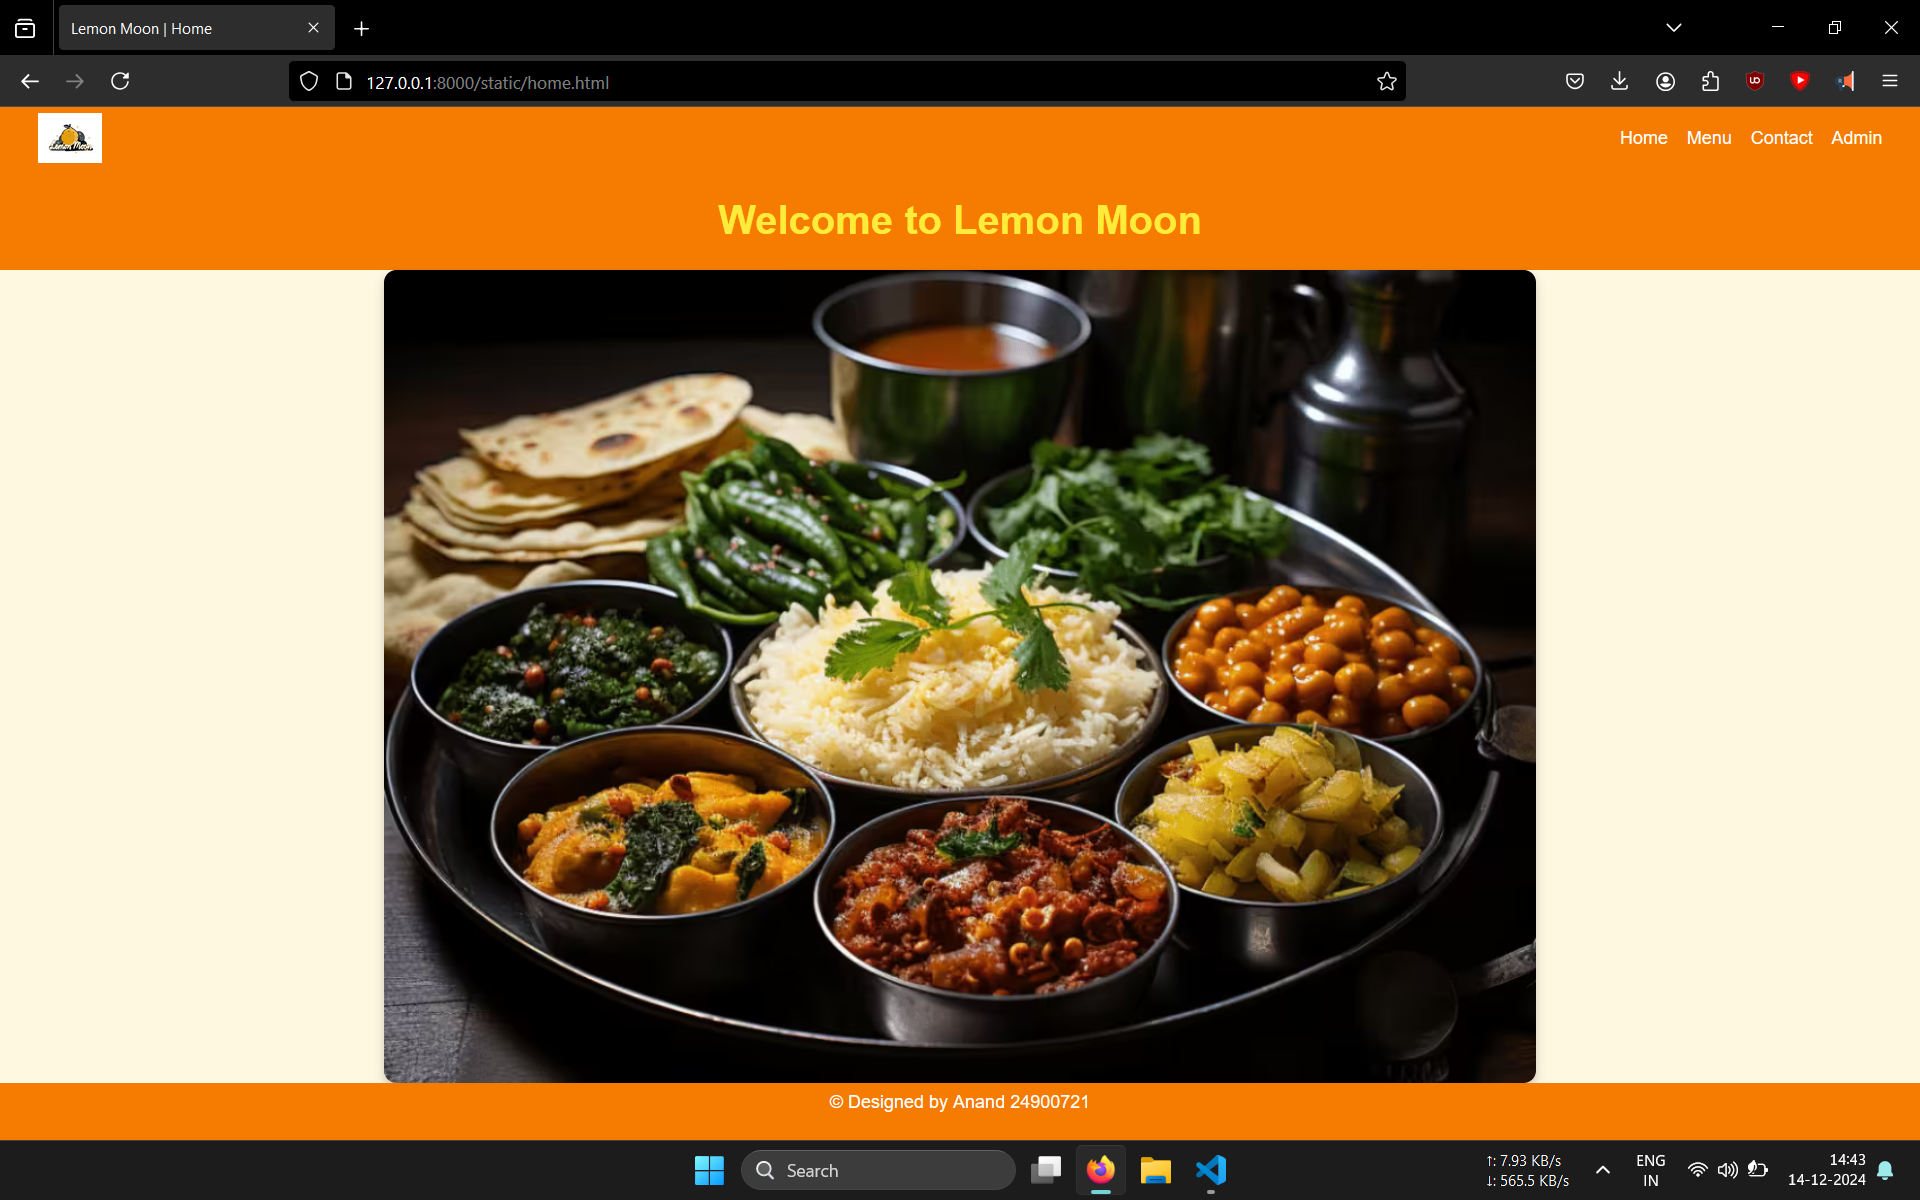 Lemon Moon | Home
127.0.0.1:8000/static/home.html
Lemon Moon
Home Menu Contact Admin
Welcome to Lemon Moon
© Designed by Anand 24900721
Search
↑: 7.93 KB/s
↓: 565.5 KB/s
ENG
IN
14:43
14-12-2024